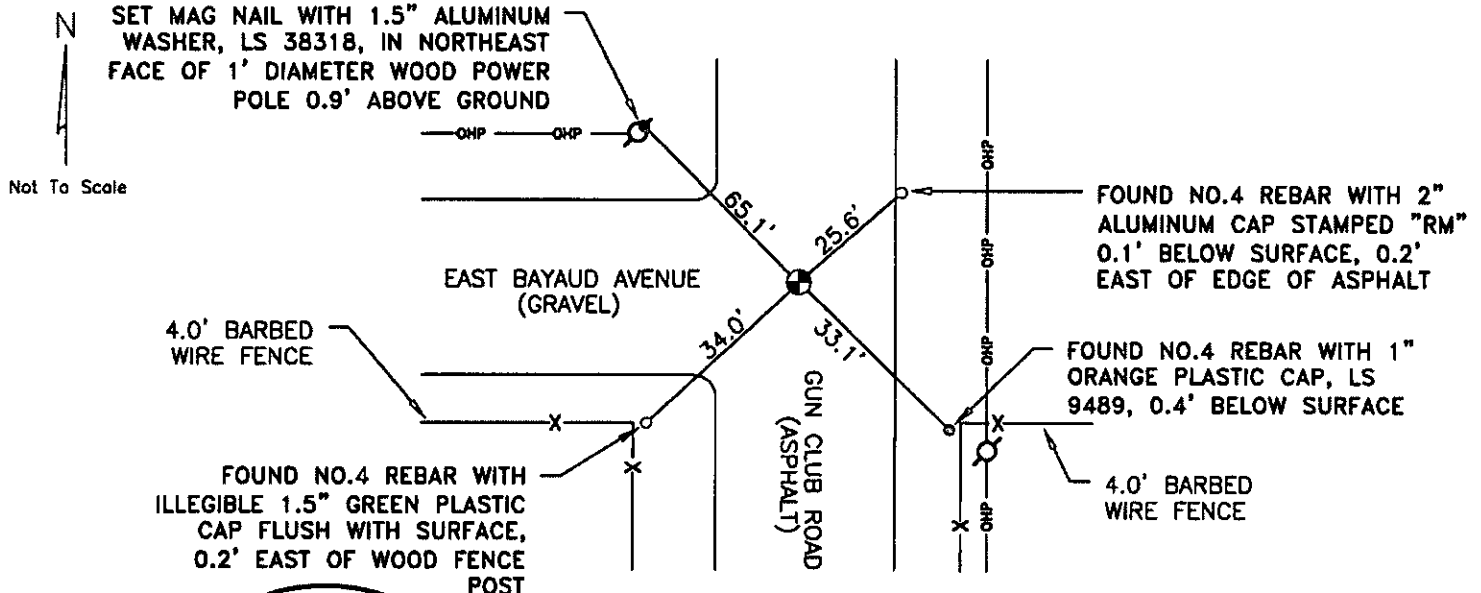 N
Not To Scale
SET MAG NAIL WITH 1.5" ALUMINUM
WASHER, LS 38318, IN NORTHEAST
FACE OF 1' DIAMETER WOOD POWER
POLE 0.9' ABOVE GROUND
OHP OHP
65.1'
25.6'
OHP
OHP
OHP
OHP
FOUND NO.4 REBAR WITH 2"
ALUMINUM CAP STAMPED "RM"
0.1' BELOW SURFACE, 0.2'
EAST OF EDGE OF ASPHALT
EAST BAYAUD AVENUE
(GRAVEL)
34.0'
33.1'
4.0' BARBED
WIRE FENCE
X
X
GUN CLUB ROAD
(ASPHALT)
FOUND NO.4 REBAR WITH 1"
ORANGE PLASTIC CAP, LS
9489, 0.4' BELOW SURFACE
X
X
4.0' BARBED
WIRE FENCE
FOUND NO.4 REBAR WITH
ILLEGIBLE 1.5" GREEN PLASTIC
CAP FLUSH WITH SURFACE,
0.2' EAST OF WOOD FENCE
POST